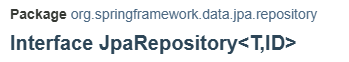 Package org.springframework.data.jpa.repository
Interface JpaRepository<T,ID>